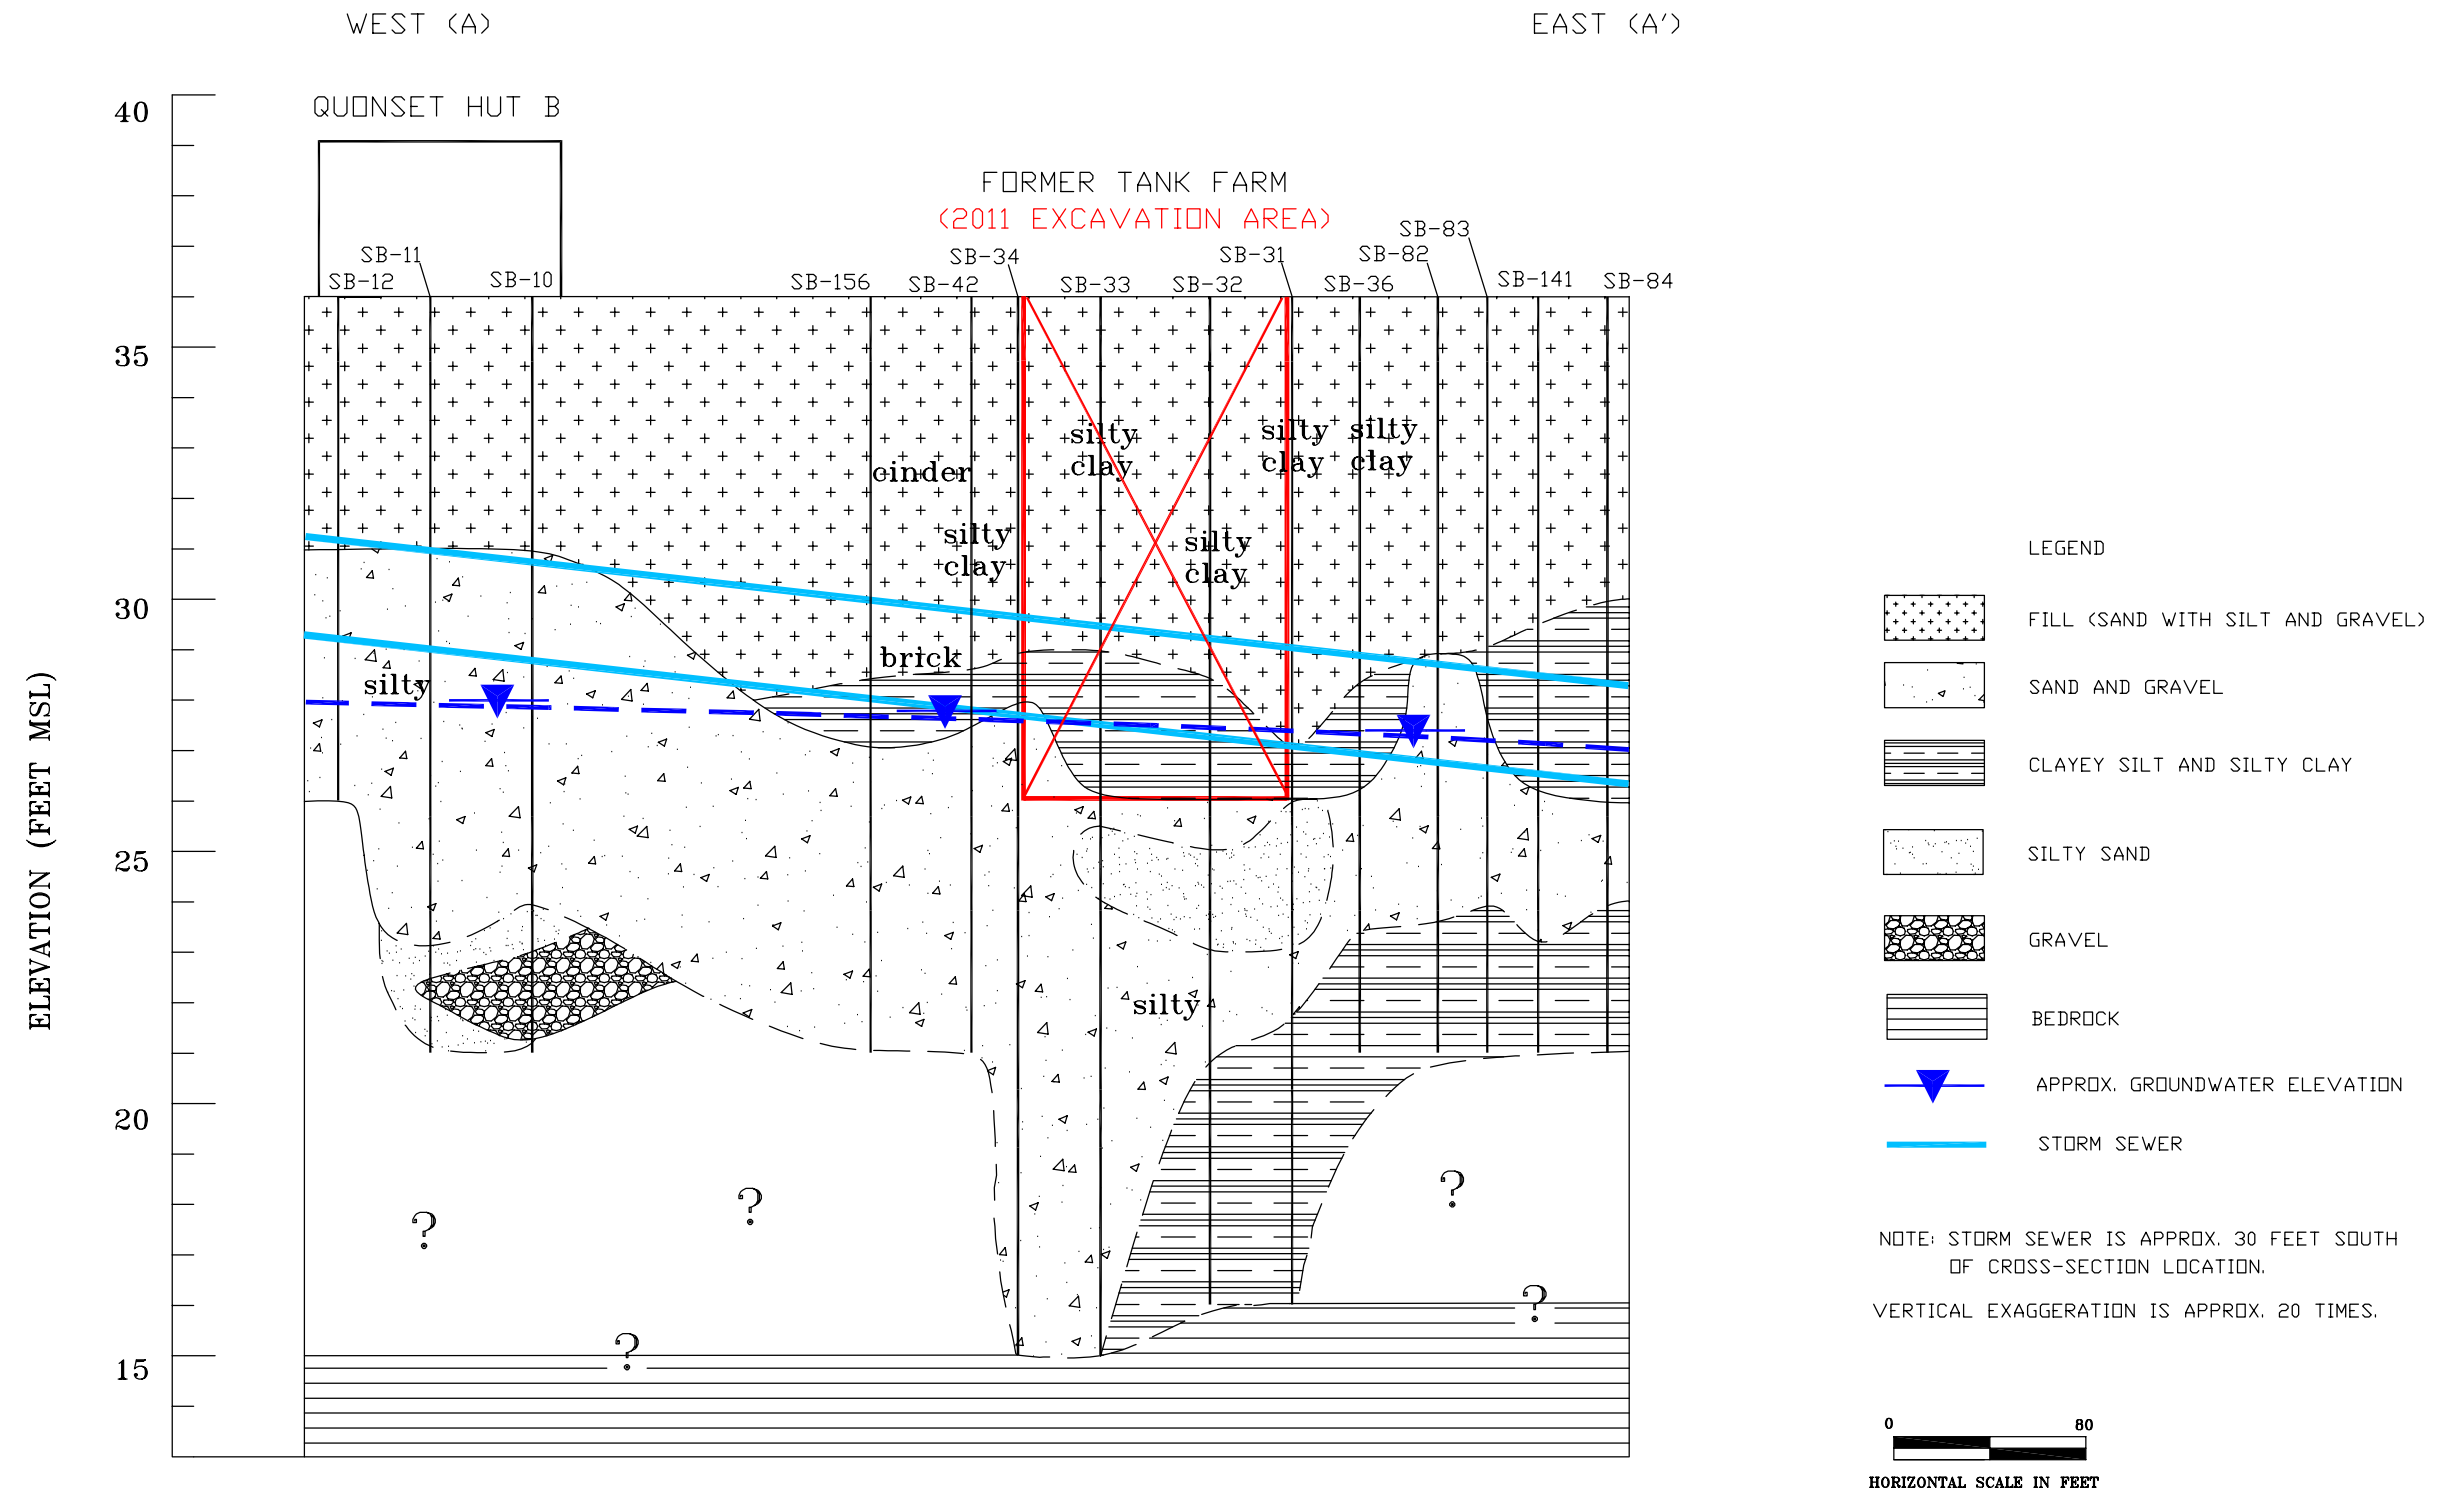 WEST (A)
EAST (A')
40
QUONSET HUT B
FORMER TANK FARM
(2011 EXCAVATION AREA)
SB-83
SB-11
SB-34
SB-31
SB-82
SB-12
SB-10
SB-156
SB-42
SB-33
SB-32
SB-36
SB-141
SB-84
35
silty
clay
silty
clay
silty
clay
cinder
silty
clay
silty
clay
30
brick
silty
ELEVATION (FEET MSL)
25
silty
20
15
?
?
?
?
?
LEGEND
FILL (SAND WITH SILT AND GRAVEL)
SAND AND GRAVEL
CLAYEY SILT AND SILTY CLAY
SILTY SAND
GRAVEL
BEDROCK
APPROX. GROUNDWATER ELEVATION
STORM SEWER
NOTE: STORM SEWER IS APPROX. 30 FEET SOUTH
OF CROSS-SECTION LOCATION.
VERTICAL EXAGGERATION IS APPROX. 20 TIMES.
0 80
HORIZONTAL SCALE IN FEET